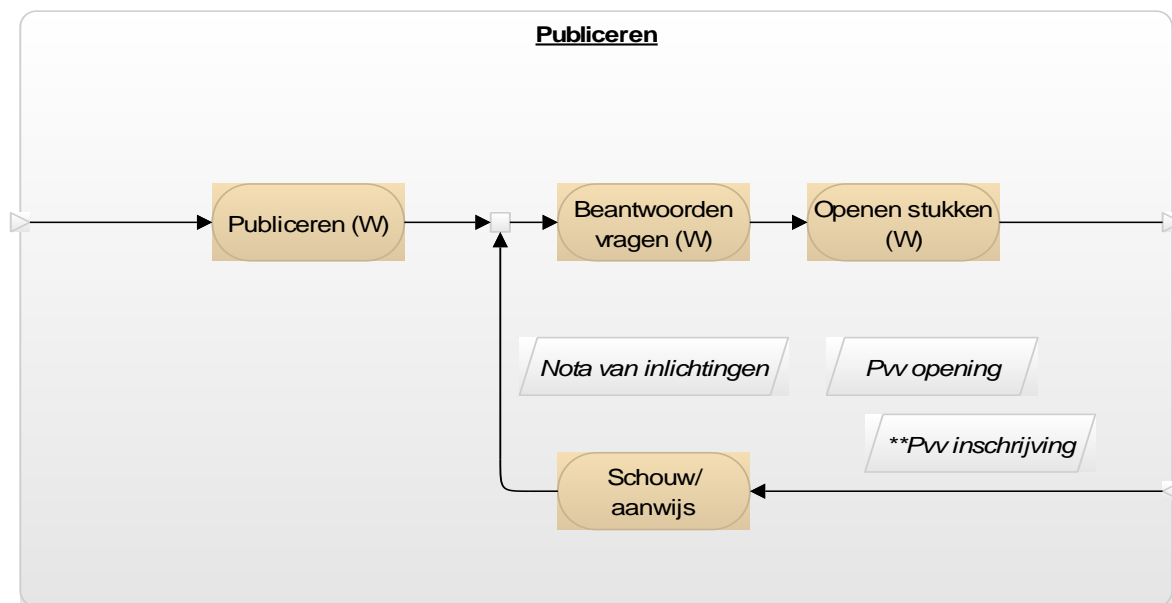 Publiceren
Publiceren (W)
Beantwoorden
vragen (W)
Openen stukken
(W)
Nota van inlichtingen
Pvv opening
**Pvv inschrijving
Schouw/
aanwijs